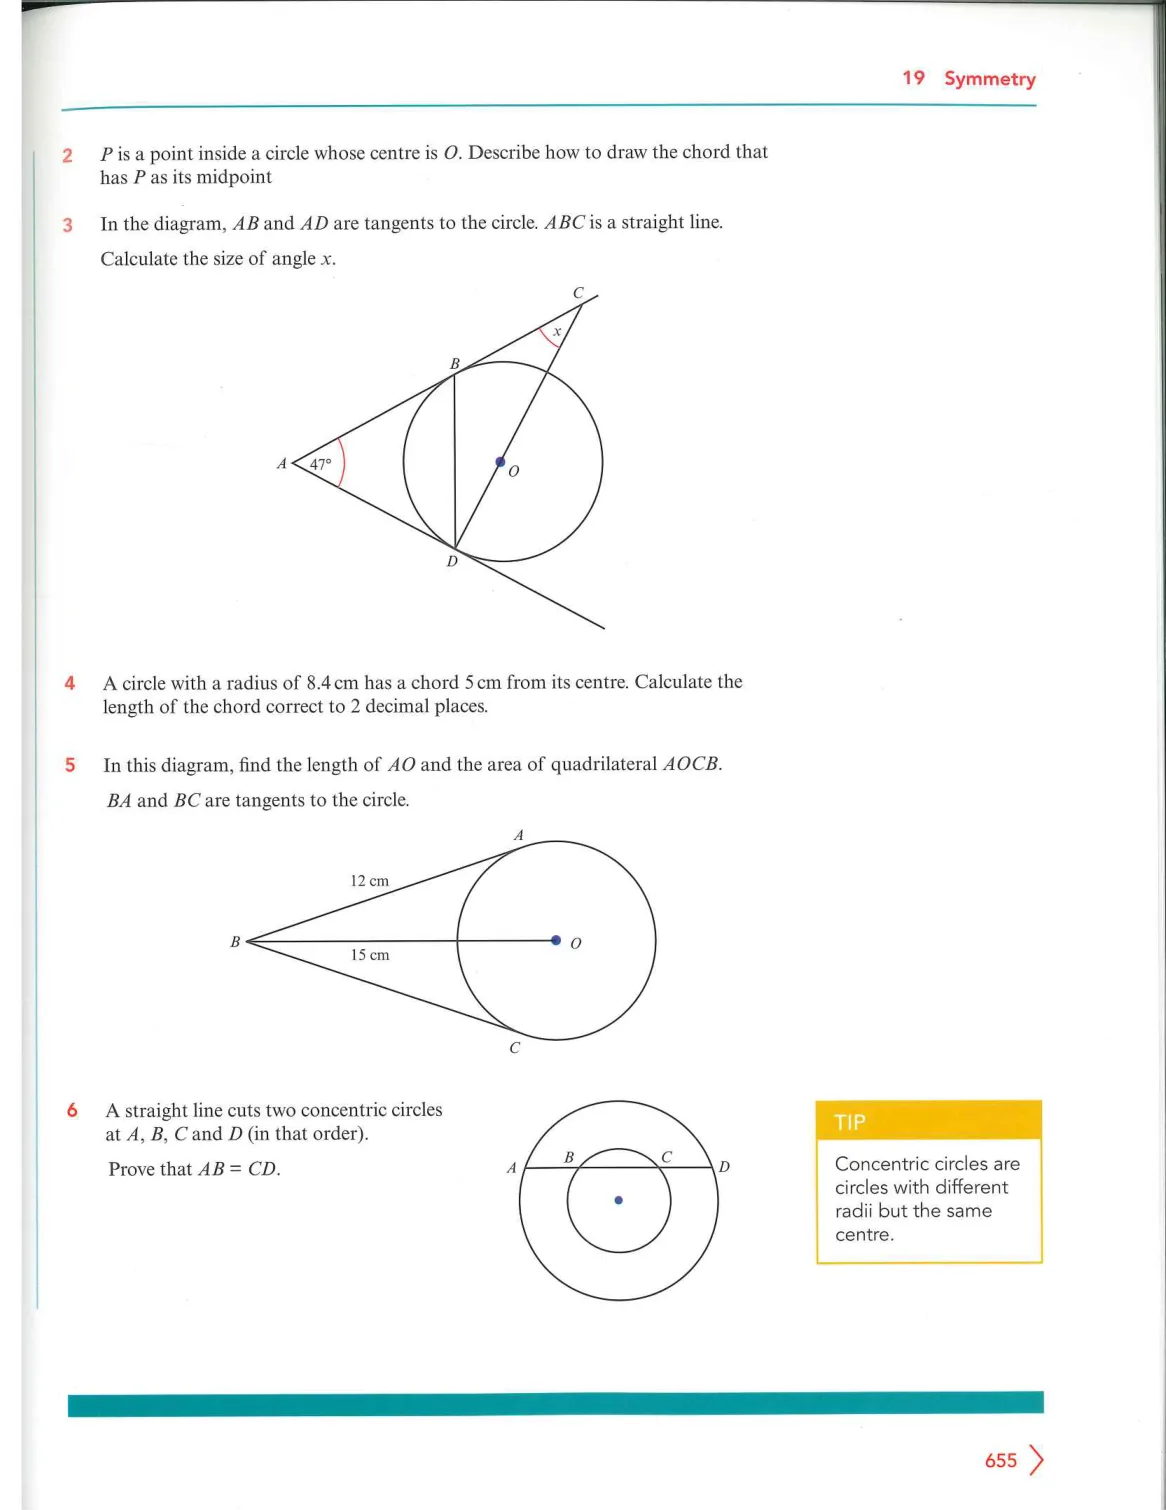 19 Symmetry
2 P is a point inside a circle whose centre is O. Describe how to draw the chord that
has P as its midpoint
3 In the diagram, AB and AD are tangents to the circle. ABC is a straight line.
Calculate the size of angle x.
C
x
B
A
47°
O
D
4 A circle with a radius of 8.4 cm has a chord 5 cm from its centre. Calculate the
length of the chord correct to 2 decimal places.
5 In this diagram, find the length of AO and the area of quadrilateral AOCB.
BA and BC are tangents to the circle.
A
12 cm
B
O
15 cm
C
6 A straight line cuts two concentric circles
at A, B, C and D (in that order).
Prove that AB = CD.
A
B
C
D
TIP
Concentric circles are
circles with different
radii but the same
centre.
655